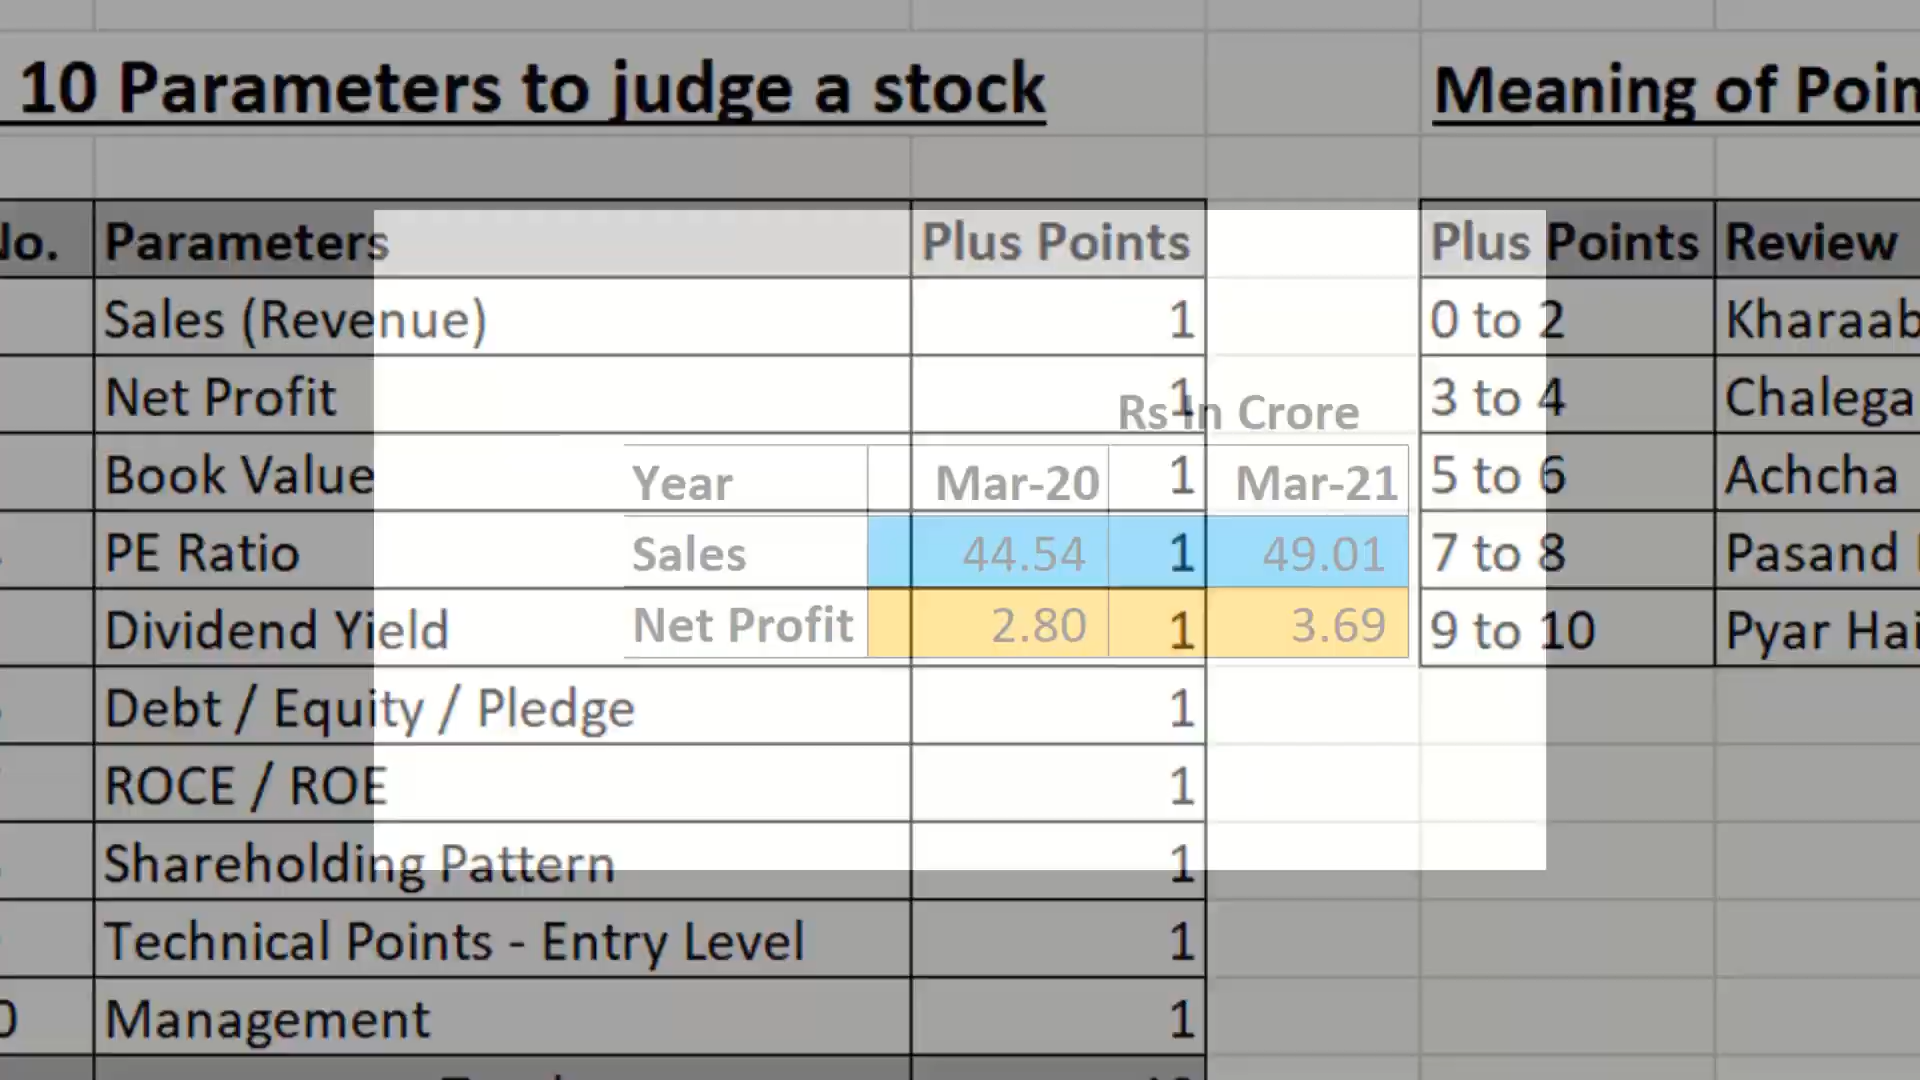 10 Parameters to judge a stock
Meaning of Poin
No. Parameters Plus Points
Sales (Revenue) 1
Net Profit 1
Book Value 1
PE Ratio 1
Dividend Yield 1
Debt / Equity / Pledge 1
ROCE / ROE 1
Shareholding Pattern 1
Technical Points - Entry Level 1
Management 1
Plus Points Review
0 to 2 Kharaab
3 to 4 Chalega
5 to 6 Achcha
7 to 8 Pasand
9 to 10 Pyar Hai
Rs In Crore
Year Mar-20 Mar-21
Sales 44.54 49.01
Net Profit 2.80 3.69